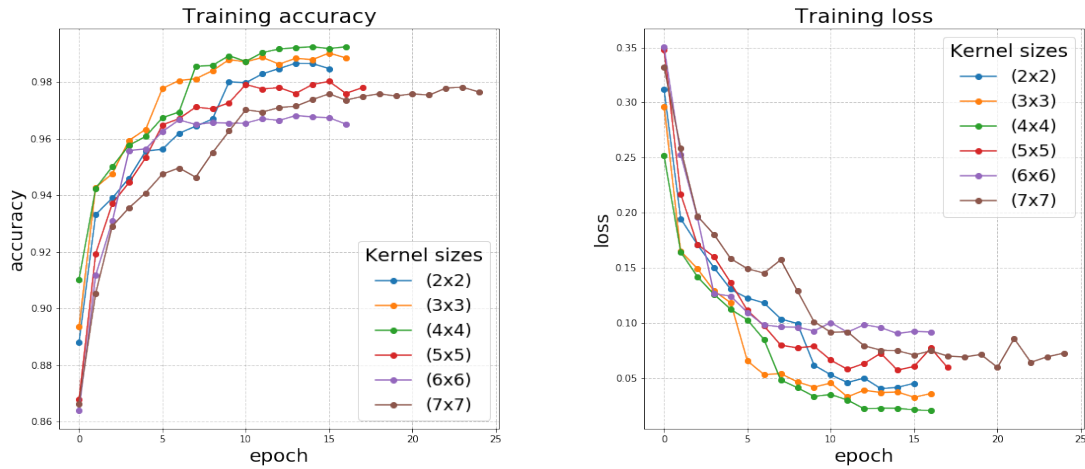 Training accuracy
0.98
0.96
0.94
0.92
0.90
0.88
0.86
accuracy
Kernel sizes
(2x2)
(3x3)
(4x4)
(5x5)
(6x6)
(7x7)
0 5 10 15 20 25
epoch
Training loss
0.35
0.30
0.25
0.20
0.15
0.10
0.05
loss
Kernel sizes
(2x2)
(3x3)
(4x4)
(5x5)
(6x6)
(7x7)
0 5 10 15 20 25
epoch